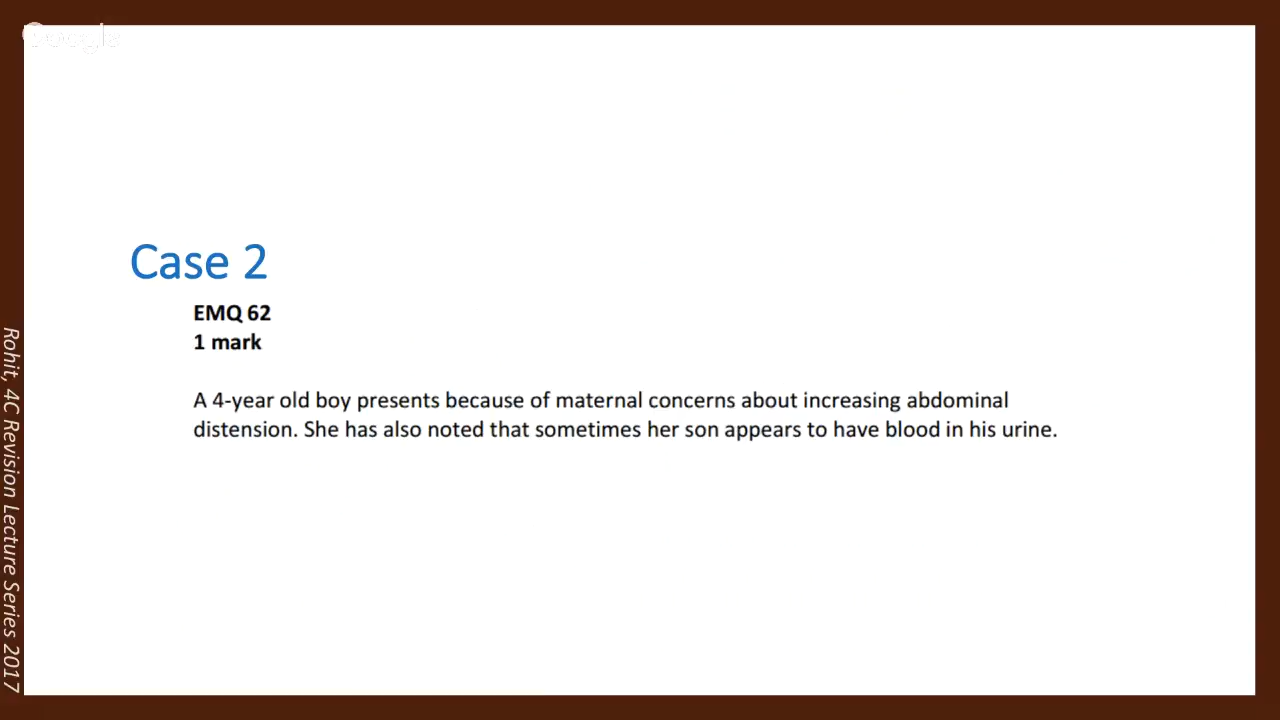 Google
Case 2
EMQ 62
1 mark
A 4-year old boy presents because of maternal concerns about increasing abdominal
distension. She has also noted that sometimes her son appears to have blood in his urine.
Rohit, 4C Revision Lecture Series 2017